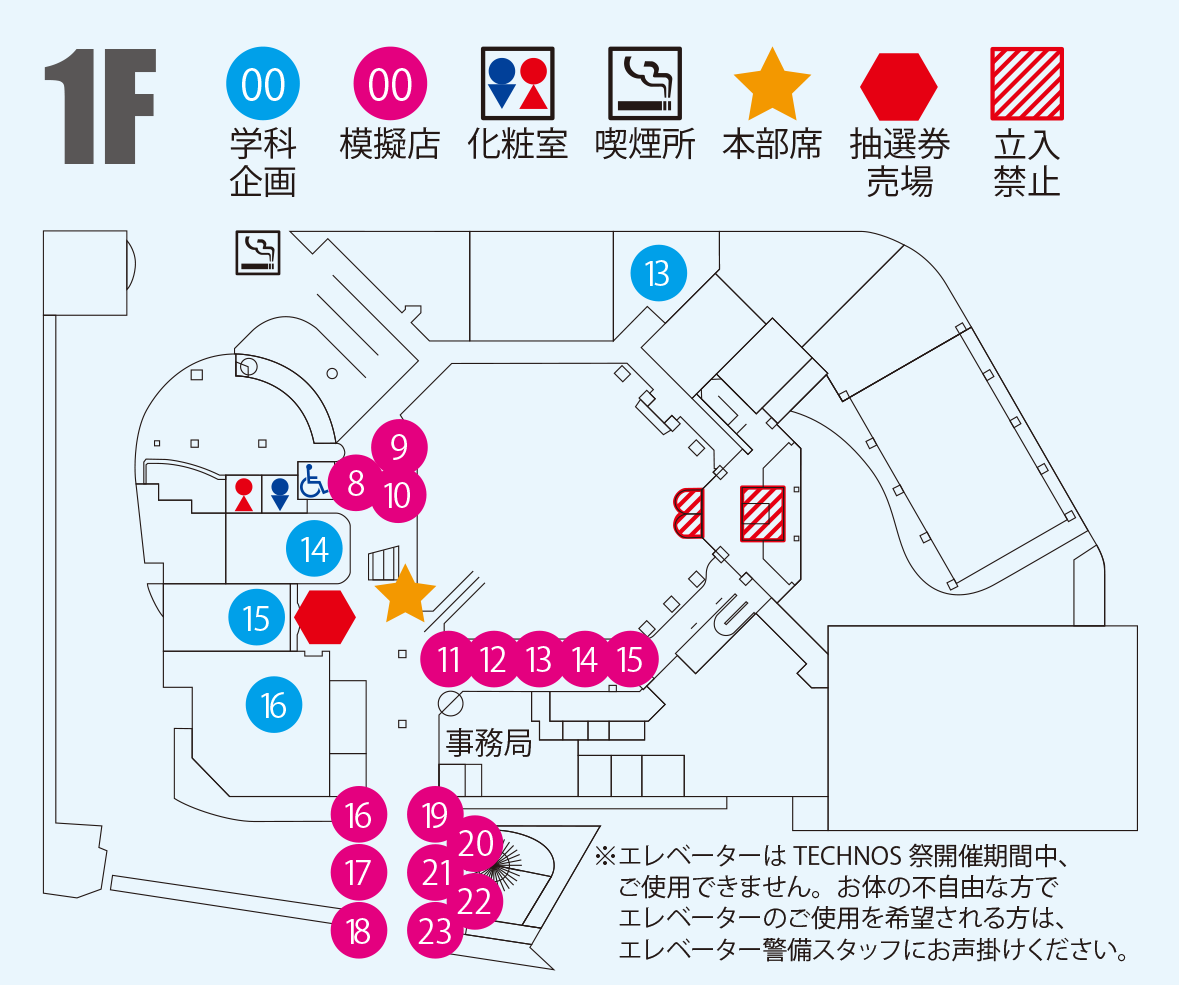 1F
00
学科
企画
00
模擬店
化粧室
喫煙所
本部席
抽選券
売場
立入
禁止
13
9
8
10
14
15
11
12
13
14
15
16
事務局
16
19
20
17
21
22
18
23
※エレベーターは TECHNOS 祭開催期間中、
ご使用できません。お体の不自由な方で
エレベーターのご使用を希望される方は、
エレベーター警備スタッフにお声掛けください。